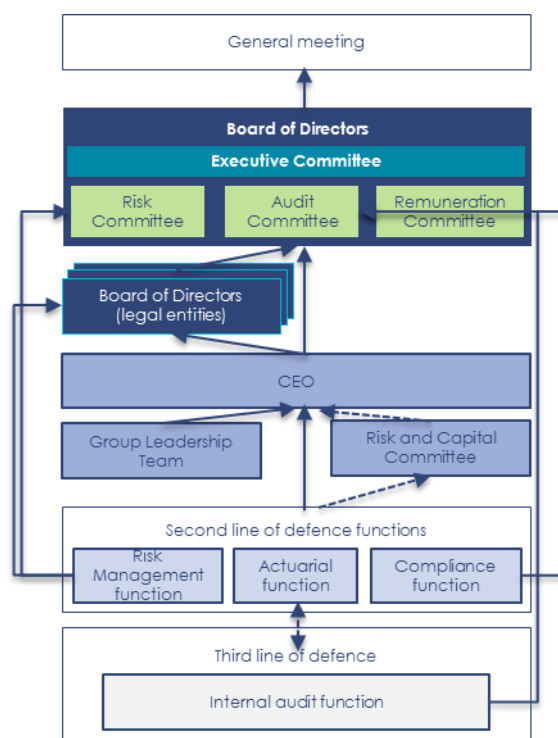 General meeting
Board of Directors
Executive Committee
Risk
Committee
Audit
Committee
Remuneration
Committee
Board of Directors
(legal entities)
CEO
Group Leadership
Team
Risk and Capital
Committee
Second line of defence functions
Risk
Management
function
Actuarial
function
Compliance
function
Third line of defence
Internal audit function